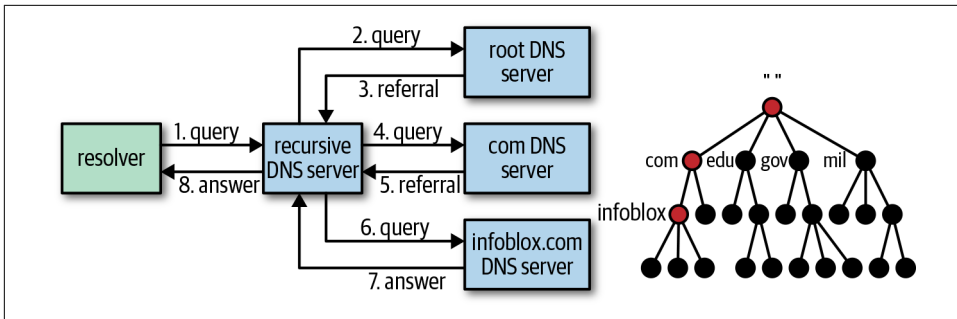 2. query
root DNS
server
3. referral
1. query
resolver
recursive
DNS server
8. answer
4. query
com DNS
server
5. referral
6. query
infoblox.com
DNS server
7. answer
" "
com
edu
gov
mil
infoblox